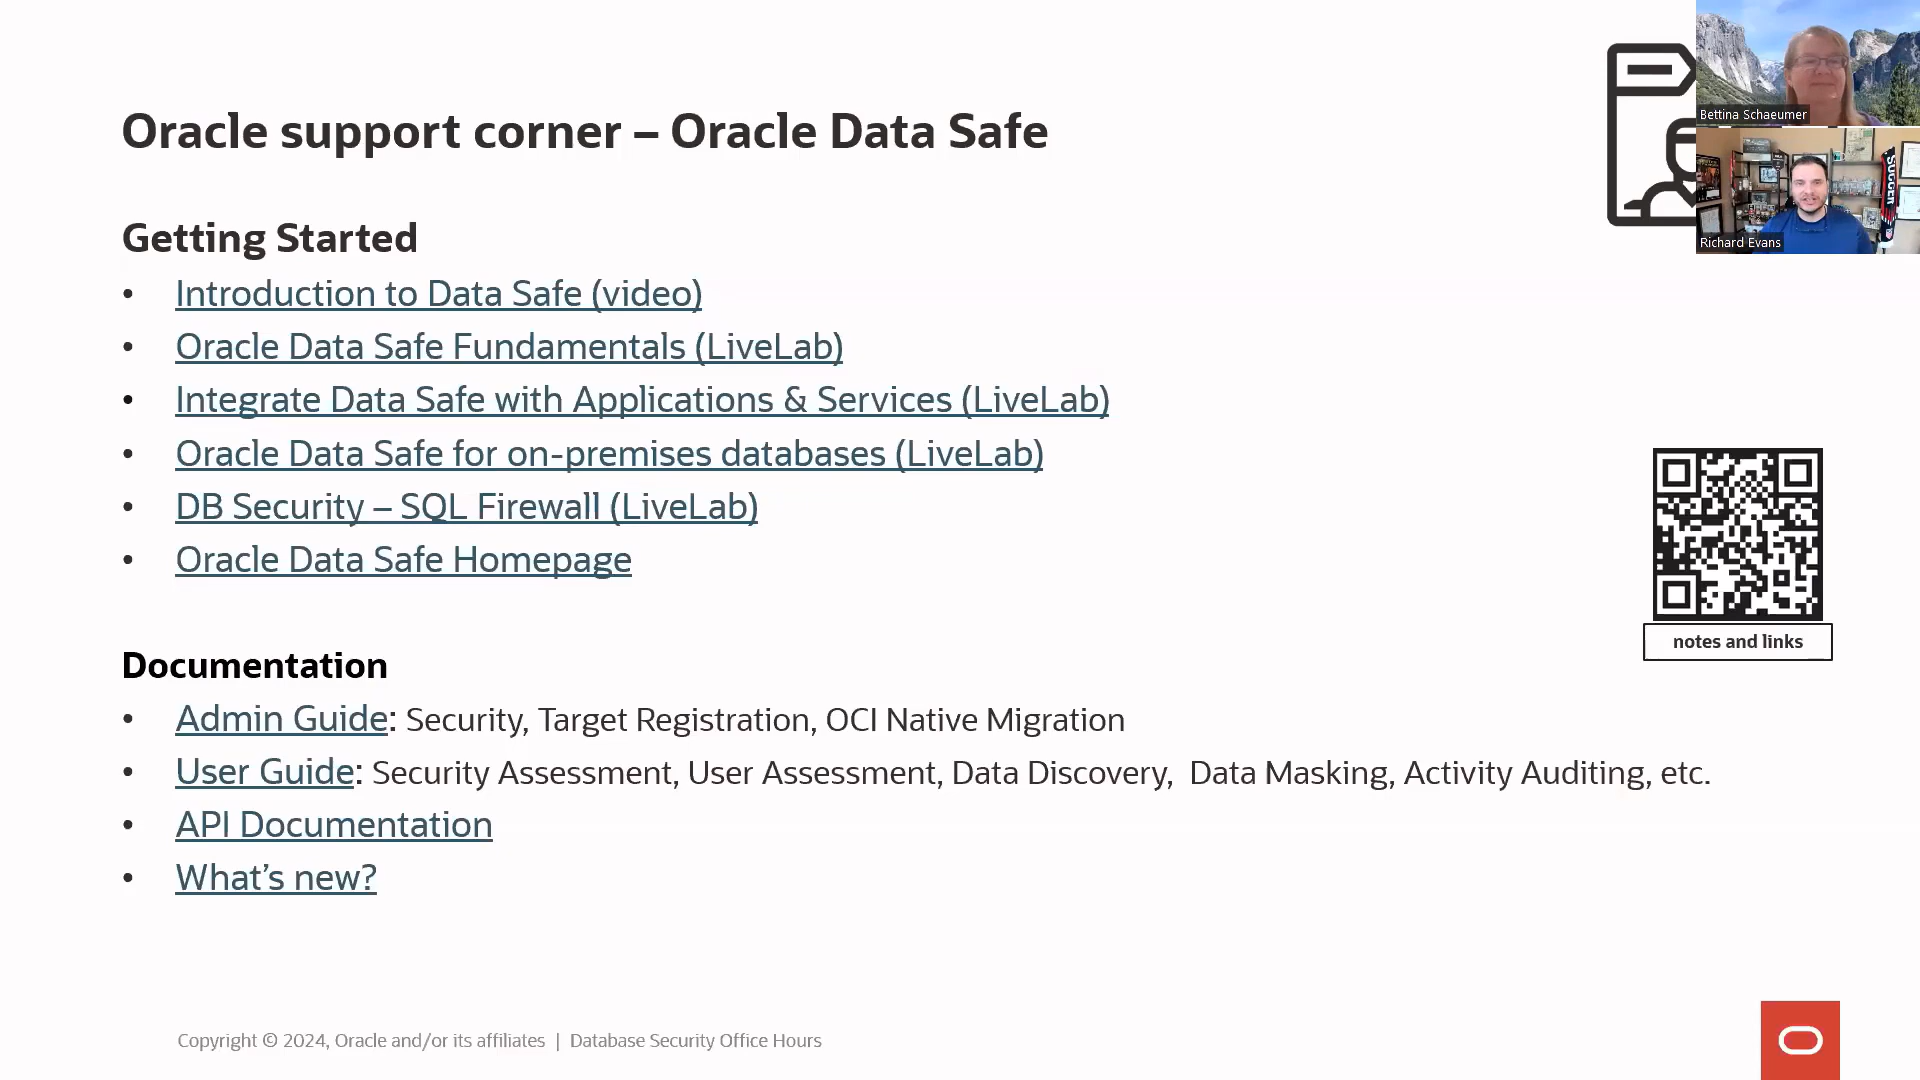 Oracle support corner – Oracle Data Safe
Bettina Schaeumer
SUGGER
Richard Evans
Getting Started
• Introduction to Data Safe (video)
• Oracle Data Safe Fundamentals (LiveLab)
• Integrate Data Safe with Applications & Services (LiveLab)
• Oracle Data Safe for on-premises databases (LiveLab)
• DB Security – SQL Firewall (LiveLab)
• Oracle Data Safe Homepage
notes and links
Documentation
• Admin Guide: Security, Target Registration, OCI Native Migration
• User Guide: Security Assessment, User Assessment, Data Discovery, Data Masking, Activity Auditing, etc.
• API Documentation
• What’s new?
Copyright © 2024, Oracle and/or its affiliates | Database Security Office Hours